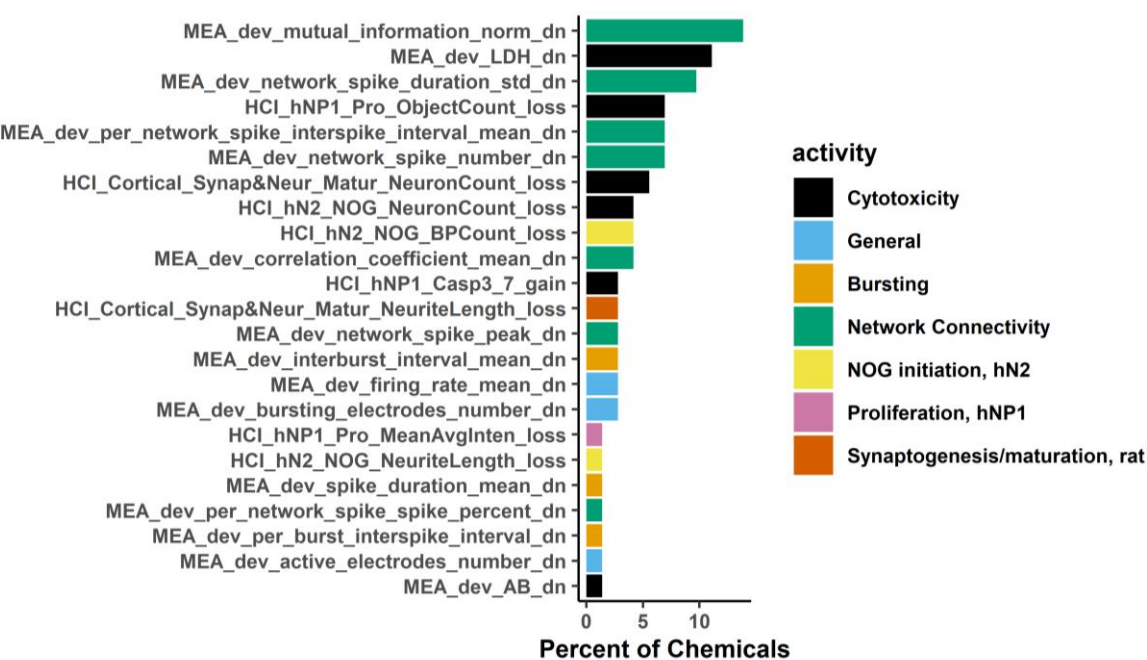 MEA_dev_mutual_information_norm_dn
MEA_dev_LDH_dn
MEA_dev_network_spike_duration_std_dn
HCI_hNP1_Pro_ObjectCount_loss
MEA_dev_per_network_spike_interspike_interval_mean_dn
MEA_dev_network_spike_number_dn
HCI_Cortical_Synap&Neur_Matur_NeuronCount_loss
HCI_hN2_NOG_NeuronCount_loss
HCI_hN2_NOG_BPCount_loss
MEA_dev_correlation_coefficient_mean_dn
HCI_hNP1_Casp3_7_gain
HCI_Cortical_Synap&Neur_Matur_NeuriteLength_loss
MEA_dev_network_spike_peak_dn
MEA_dev_interburst_interval_mean_dn
MEA_dev_firing_rate_mean_dn
MEA_dev_bursting_electrodes_number_dn
HCI_hNP1_Pro_MeanAvgInten_loss
HCI_hN2_NOG_NeuriteLength_loss
MEA_dev_spike_duration_mean_dn
MEA_dev_per_network_spike_spike_percent_dn
MEA_dev_per_burst_interspike_interval_dn
MEA_dev_active_electrodes_number_dn
MEA_dev_AB_dn
0 5 10
Percent of Chemicals
activity
Cytotoxicity
General
Bursting
Network Connectivity
NOG initiation, hN2
Proliferation, hNP1
Synaptogenesis/maturation, rat